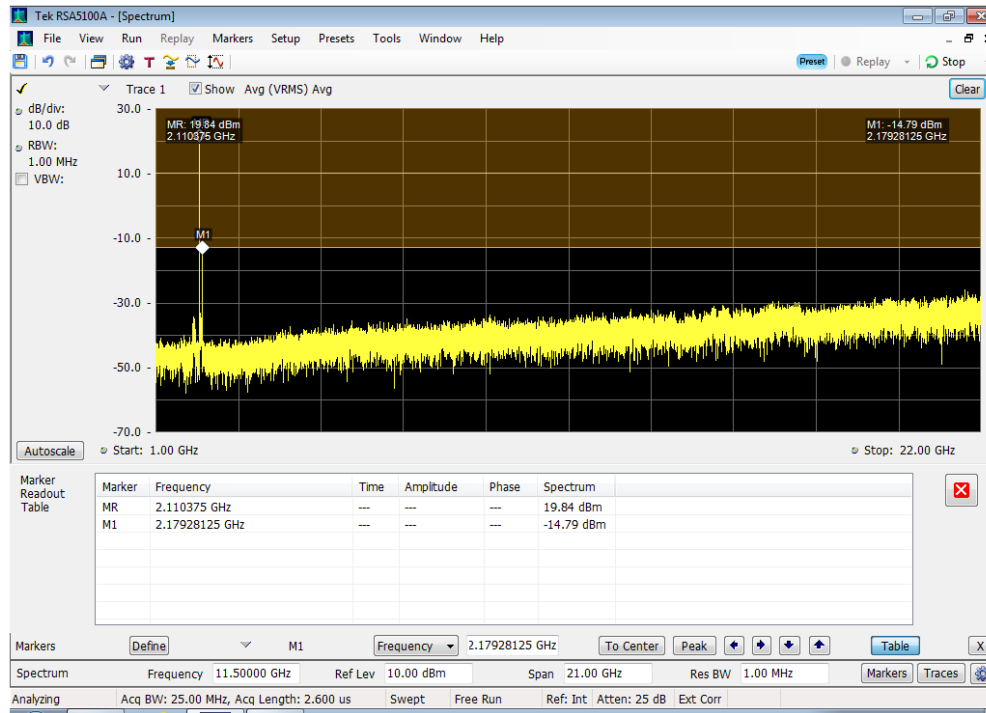 Tek RSA5100A - [Spectrum]
File View Run Replay Markers Setup Presets Tools Window Help
T Preset Replay Stop
Trace 1 Show Avg (VRMS) Avg Clear
dB/div:
10.0 dB
RBW:
1.00 MHz
VBW:
30.0
10.0
-10.0
-30.0
-50.0
-70.0
MR: 19.84 dBm
2.110375 GHz
M1: -14.79 dBm
2.17928125 GHz
M1
Autoscale Start: 1.00 GHz Stop: 22.00 GHz
Marker
Readout
Table
Marker Frequency Time Amplitude Phase Spectrum
MR 2.110375 GHz --- --- --- 19.84 dBm
M1 2.17928125 GHz --- --- --- -14.79 dBm
Markers Define M1 Frequency 2.17928125 GHz To Center Peak Table X
Spectrum Frequency 11.50000 GHz Ref Lev 10.00 dBm Span 21.00 GHz Res BW 1.00 MHz Markers Traces
Analyzing Acq BW: 25.00 MHz, Acq Length: 2.600 us Swept Free Run Ref: Int Atten: 25 dB Ext Corr